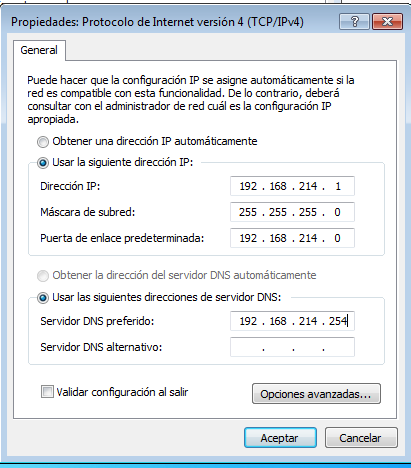 Propiedades: Protocolo de Internet versión 4 (TCP/IPv4)
General
Puede hacer que la configuración IP se asigne automáticamente si la
red es compatible con esta funcionalidad. De lo contrario, deberá
consultar con el administrador de red cuál es la configuración IP
apropiada.
Obtener una dirección IP automáticamente
Usar la siguiente dirección IP:
Dirección IP: 192 . 168 . 214 . 1
Máscara de subred: 255 . 255 . 255 . 0
Puerta de enlace predeterminada: 192 . 168 . 214 . 0
Obtener la dirección del servidor DNS automáticamente
Usar las siguientes direcciones de servidor DNS:
Servidor DNS preferido: 192 . 168 . 214 . 254
Servidor DNS alternativo: . . .
Validar configuración al salir
Opciones avanzadas...
Aceptar Cancelar